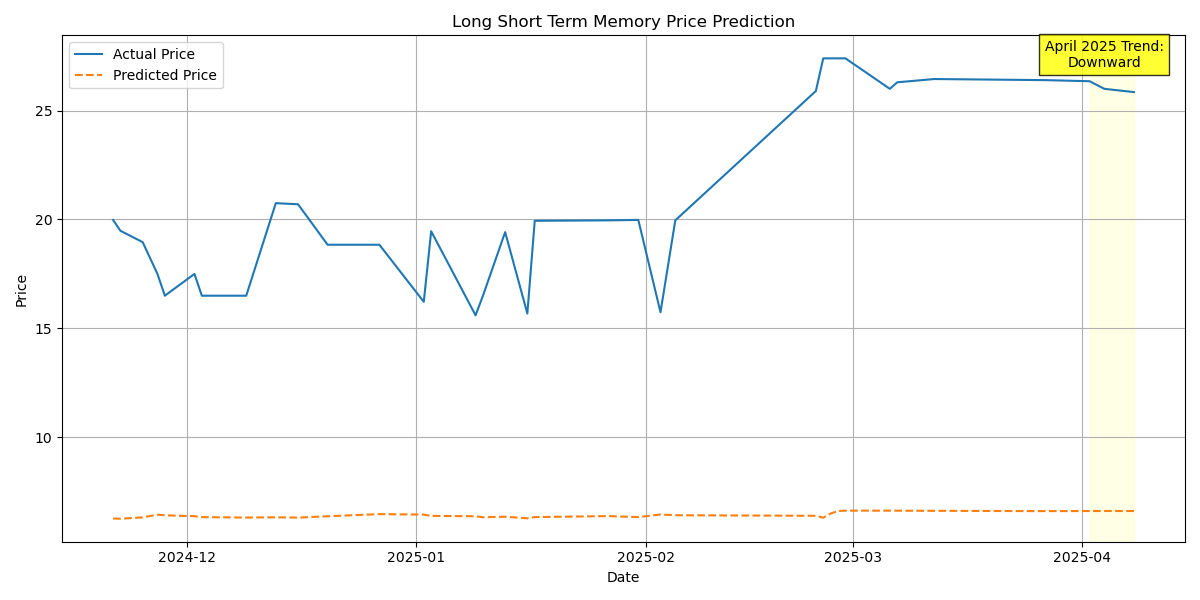 Long Short Term Memory Price Prediction
Actual Price
Predicted Price
April 2025 Trend:
Downward
Price
25
20
15
10
2024-12
2025-01
2025-02
2025-03
2025-04
Date